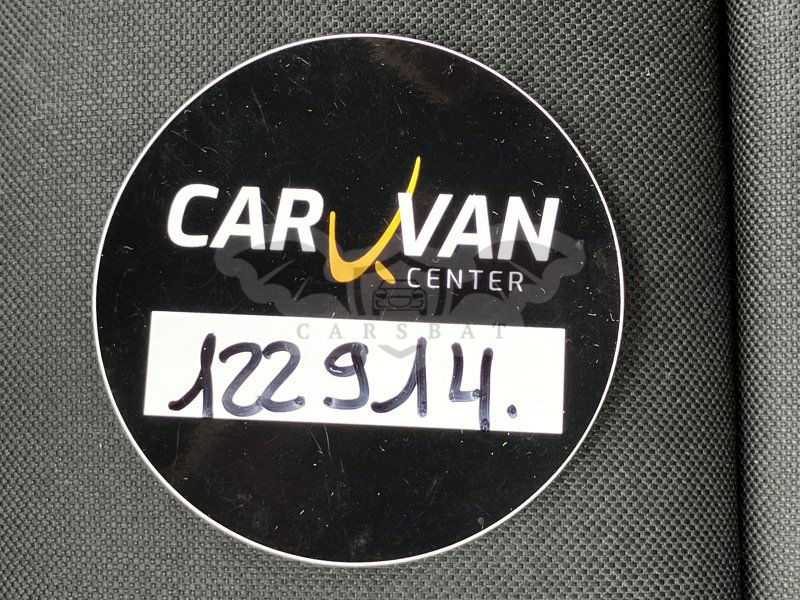 CAR VAN
CENTER
CARSBAT
122914.